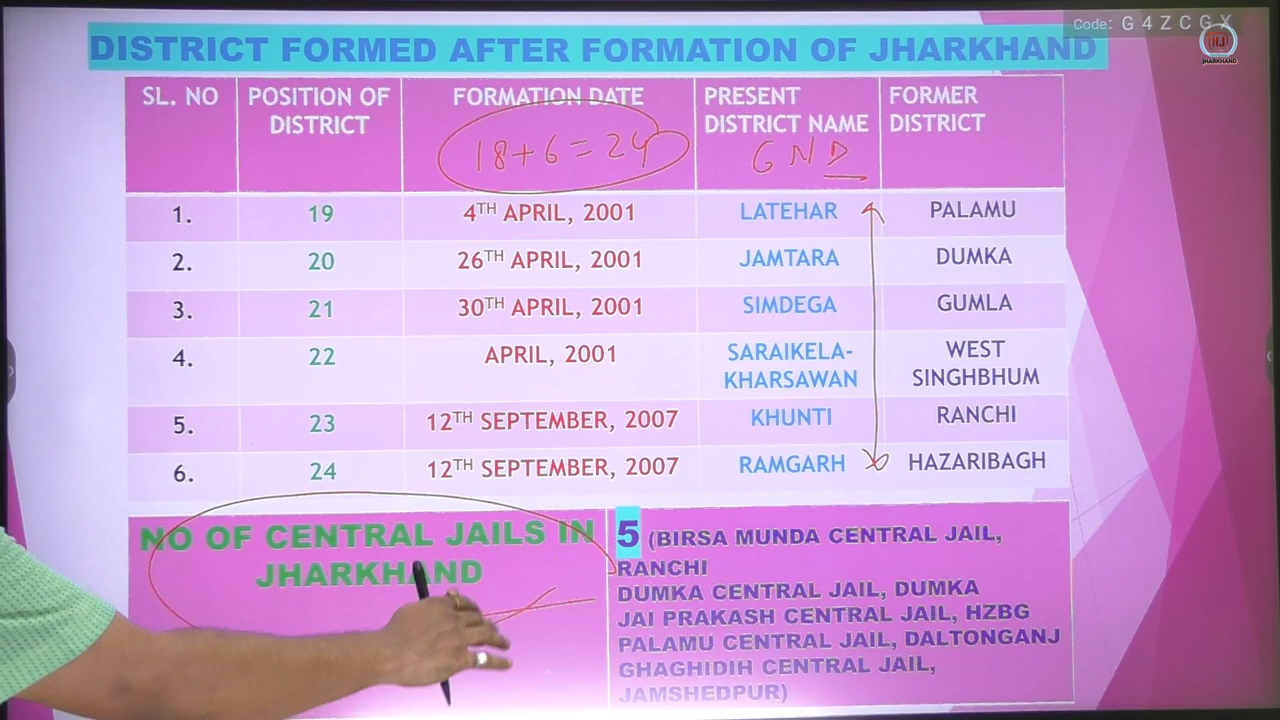 Code: G4ZCGX
JHARKHAND
DISTRICT FORMED AFTER FORMATION OF JHARKHAND
SL. NO POSITION OF DISTRICT FORMATION DATE PRESENT DISTRICT NAME FORMER DISTRICT
18+6=24 GND
1. 19 4TH APRIL, 2001 LATEHAR PALAMU
2. 20 26TH APRIL, 2001 JAMTARA DUMKA
3. 21 30TH APRIL, 2001 SIMDEGA GUMLA
4. 22 APRIL, 2001 SARAIKELA-KHARSAWAN WEST SINGHBHUM
5. 23 12TH SEPTEMBER, 2007 KHUNTI RANCHI
6. 24 12TH SEPTEMBER, 2007 RAMGARH HAZARIBAGH
NO OF CENTRAL JAILS IN
JHARKHAND
5 (BIRSA MUNDA CENTRAL JAIL,
RANCHI
DUMKA CENTRAL JAIL, DUMKA
JAI PRAKASH CENTRAL JAIL, HZBG
PALAMU CENTRAL JAIL, DALTONGANJ
GHAGHIDIH CENTRAL JAIL,
JAMSHEDPUR)